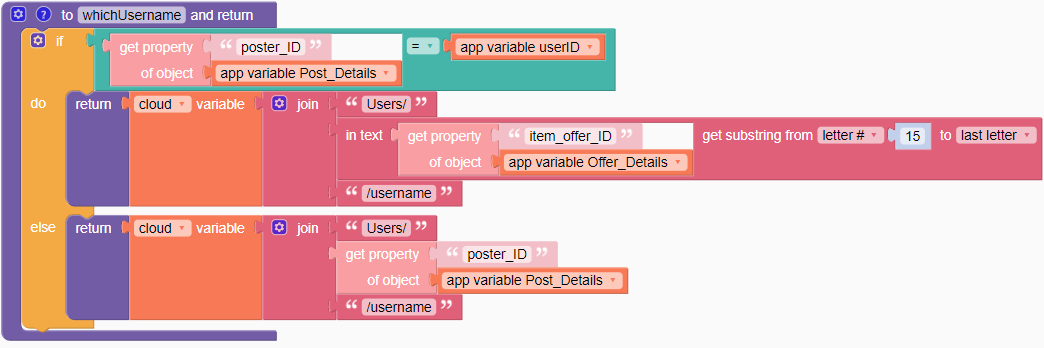 ? to whichUsername and return
if get property “ poster_ID ” = app variable userID
of object app variable Post_Details
do return cloud variable join “ Users/ ”
in text get property “ item_offer_ID ” get substring from letter # 15 to last letter
of object app variable Offer_Details
“ /username ”
else return cloud variable join “ Users/ ”
get property “ poster_ID ”
of object app variable Post_Details
“ /username ”